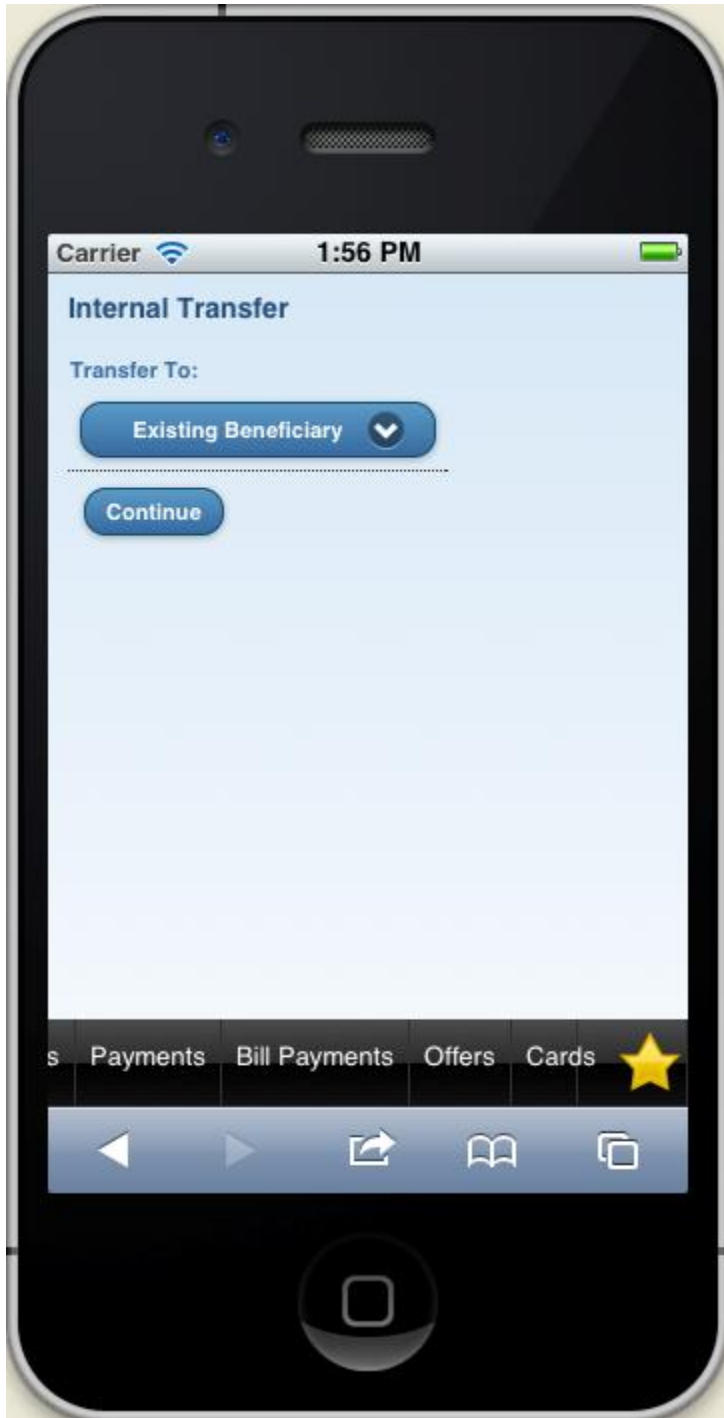 Carrier 1:56 PM
Internal Transfer
Transfer To:
Existing Beneficiary
Continue
s Payments Bill Payments Offers Cards